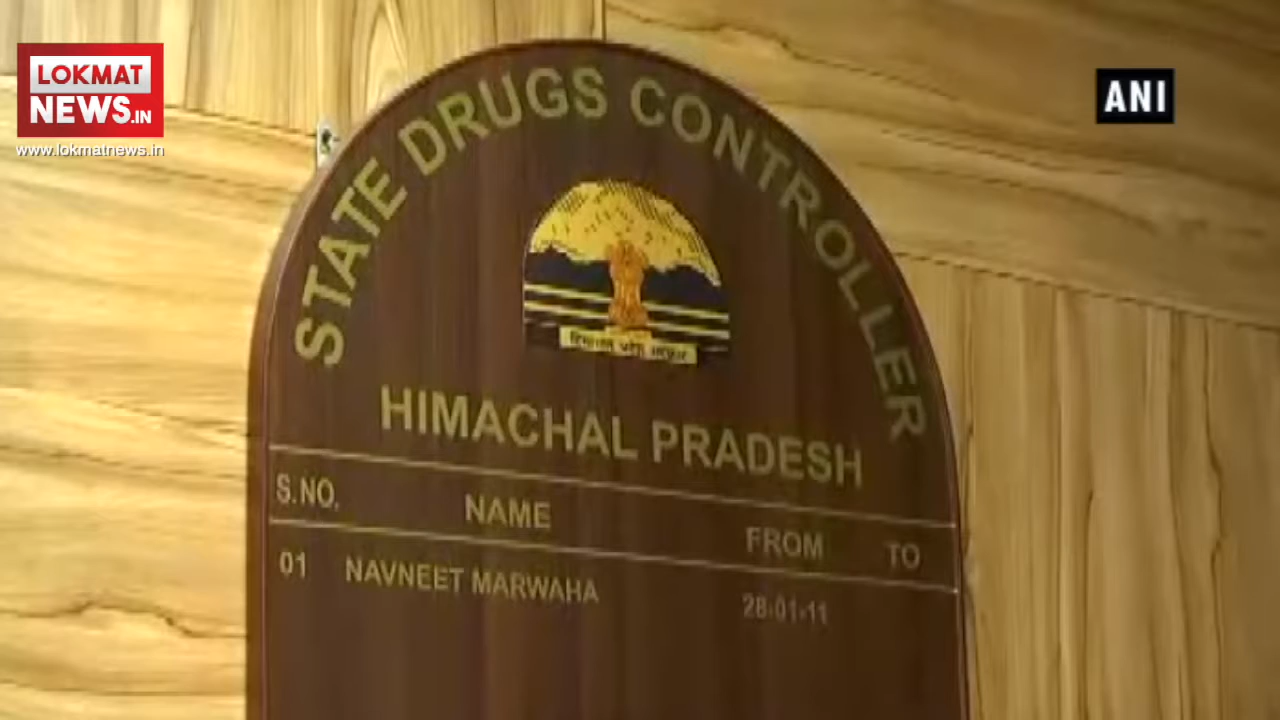 LOKMAT
NEWS.IN
www.lokmatnews.in
ANI
STATE DRUGS CONTROLLER
HIMACHAL PRADESH
S.NO. NAME FROM TO
01 NAVNEET MARWAHA 28-01-11